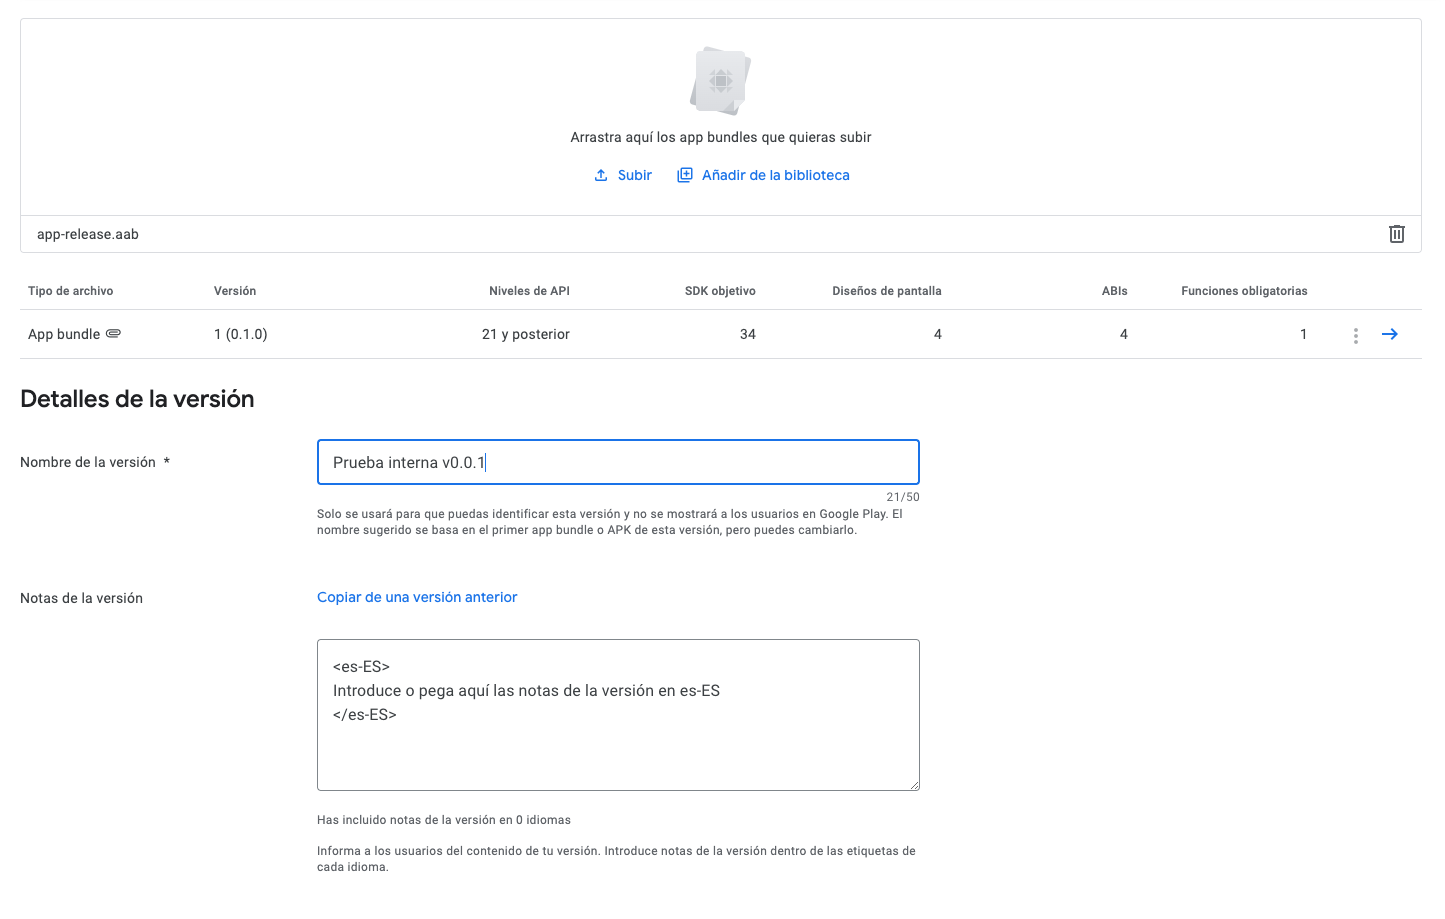 Arrastra aquí los app bundles que quieras subir
Subir
Añadir de la biblioteca
app-release.aab
Tipo de archivo Versión Niveles de API SDK objetivo Diseños de pantalla ABIs Funciones obligatorias
App bundle 1 (0.1.0) 21 y posterior 34 4 4 1
Detalles de la versión
Nombre de la versión *
Prueba interna v0.0.1
21/50
Solo se usará para que puedas identificar esta versión y no se mostrará a los usuarios en Google Play. El
nombre sugerido se basa en el primer app bundle o APK de esta versión, pero puedes cambiarlo.
Notas de la versión
Copiar de una versión anterior
<es-ES>
Introduce o pega aquí las notas de la versión en es-ES
</es-ES>
Has incluido notas de la versión en 0 idiomas
Informa a los usuarios del contenido de tu versión. Introduce notas de la versión dentro de las etiquetas de
cada idioma.